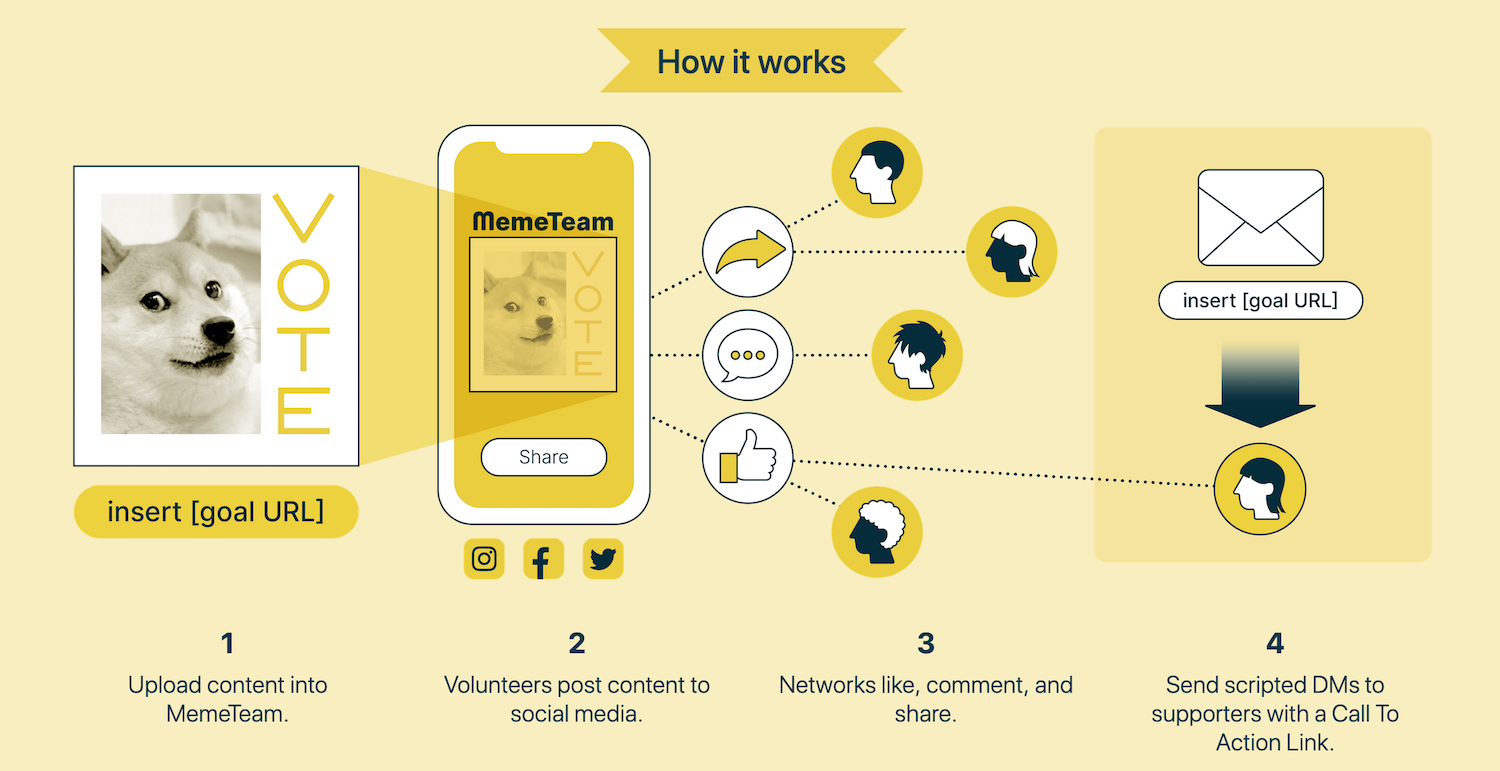 How it works
VOTE
insert [goal URL]
MemeTeam
VOTE
Share
insert [goal URL]
1
Upload content into
MemeTeam.
2
Volunteers post content to
social media.
3
Networks like, comment, and
share.
4
Send scripted DMs to
supporters with a Call To
Action Link.